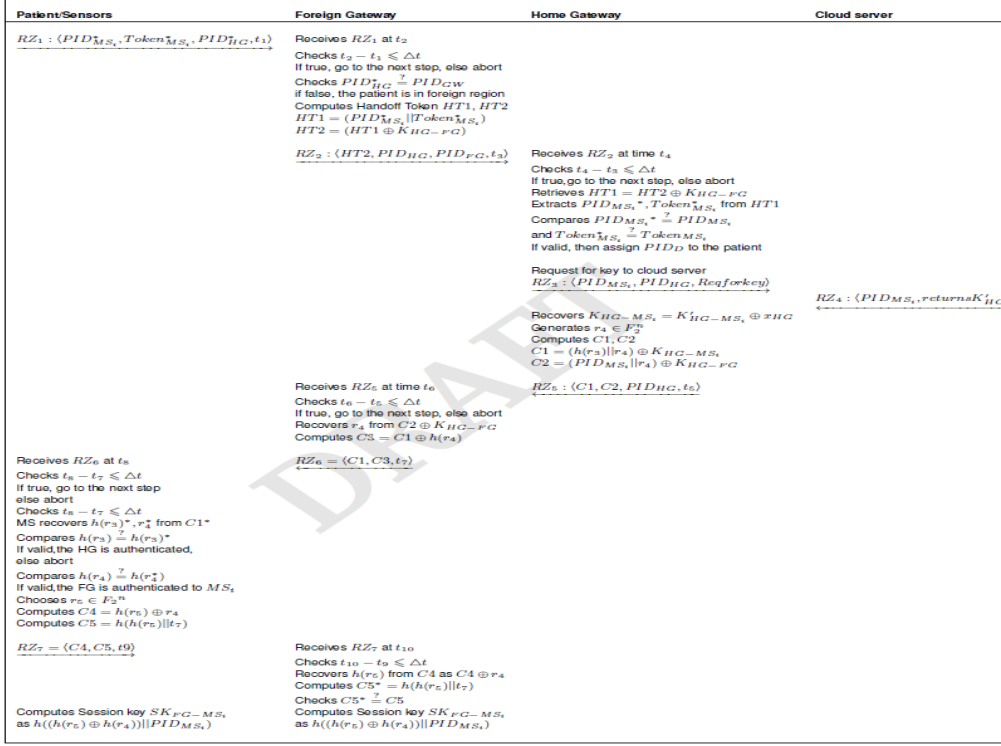 Patient/Sensors Foreign Gateway Home Gateway Cloud server
RZ₁ : ⟨PID*_{MS_i}, Token*_{MS_i}, PID*_{HG}, t₁⟩ Receives RZ₁ at t₂
Checks t₂ − t₁ ⩽ △t
If true, go to the next step, else abort
Checks PID*_{HG} ?= PID_{GW}
if false, the patient is in foreign region
Computes Handoff Token HT1, HT2
HT1 = (PID*_{MS_i}||Token*_{MS_i})
HT2 = (HT1 ⊕ K_{HG−FG})
RZ₂ : ⟨HT2, PID_{HG}, PID_{FG}, t₃⟩ Receives RZ₂ at time t₄
Checks t₄ − t₃ ⩽ △t
If true,go to the next step, else abort
Retrieves HT1 = HT2 ⊕ K_{HG−FG}
Extracts PID_{MS_i}*, Token*_{MS_i} from HT1
Compares PID_{MS_i}* ?= PID_{MS_i}
and Token*_{MS_i} ?= Token_{MS_i}
If valid, then assign PID_D to the patient
Request for key to cloud server
RZ₃ : ⟨PID_{MS_i}, PID_{HG}, Reqforkey⟩
RZ₄ : ⟨PID_{MS_i}, returnsK′_{HG
Recovers K_{HG−MS_i} = K′_{HG−MS_i} ⊕ x_{HG}
Generates r₄ ∈ F₂ⁿ
Computes C1, C2
C1 = (h(r₃)||r₄) ⊕ K_{HG−MS_i}
C2 = (PID_{MS_i}||r₄) ⊕ K_{HG−FG}
Receives RZ₅ at time t₆ RZ₅ : ⟨C1, C2, PID_{HG}, t₅⟩
Checks t₆ − t₅ ⩽ △t
If true, go to the next step, else abort
Recovers r₄ from C2 ⊕ K_{HG−FG}
Computes C3 = C1 ⊕ h(r₄)
Receives RZ₆ at t₈ RZ₆ = ⟨C1, C3, t₇⟩
Checks t₈ − t₇ ⩽ △t
If true, go to the next step
else abort
Checks t₈ − t₇ ⩽ △t
MS recovers h(r₃)*, r₄* from C1*
Compares h(r₃) ?= h(r₃)*
If valid,the HG is authenticated,
else abort
Compares h(r₄) ?= h(r₄*)
If valid,the FG is authenticated to MS_i
Chooses r₅ ∈ F₂ⁿ
Computes C4 = h(r₅) ⊕ r₄
Computes C5 = h(h(r₅)||t₇)
RZ₇ = ⟨C4, C5, t9⟩ Receives RZ₇ at t₁₀
Checks t₁₀ − t₉ ⩽ △t
Recovers h(r₅) from C4 as C4 ⊕ r₄
Computes C5* = h(h(r₅)||t₇)
Checks C5* ?= C5
Computes Session key SK_{FG−MS_i} Computes Session key SK_{FG−MS_i}
as h((h(r₅) ⊕ h(r₄))||PID_{MS_i}) as h((h(r₅) ⊕ h(r₄))||PID_{MS_i})
DRAFT